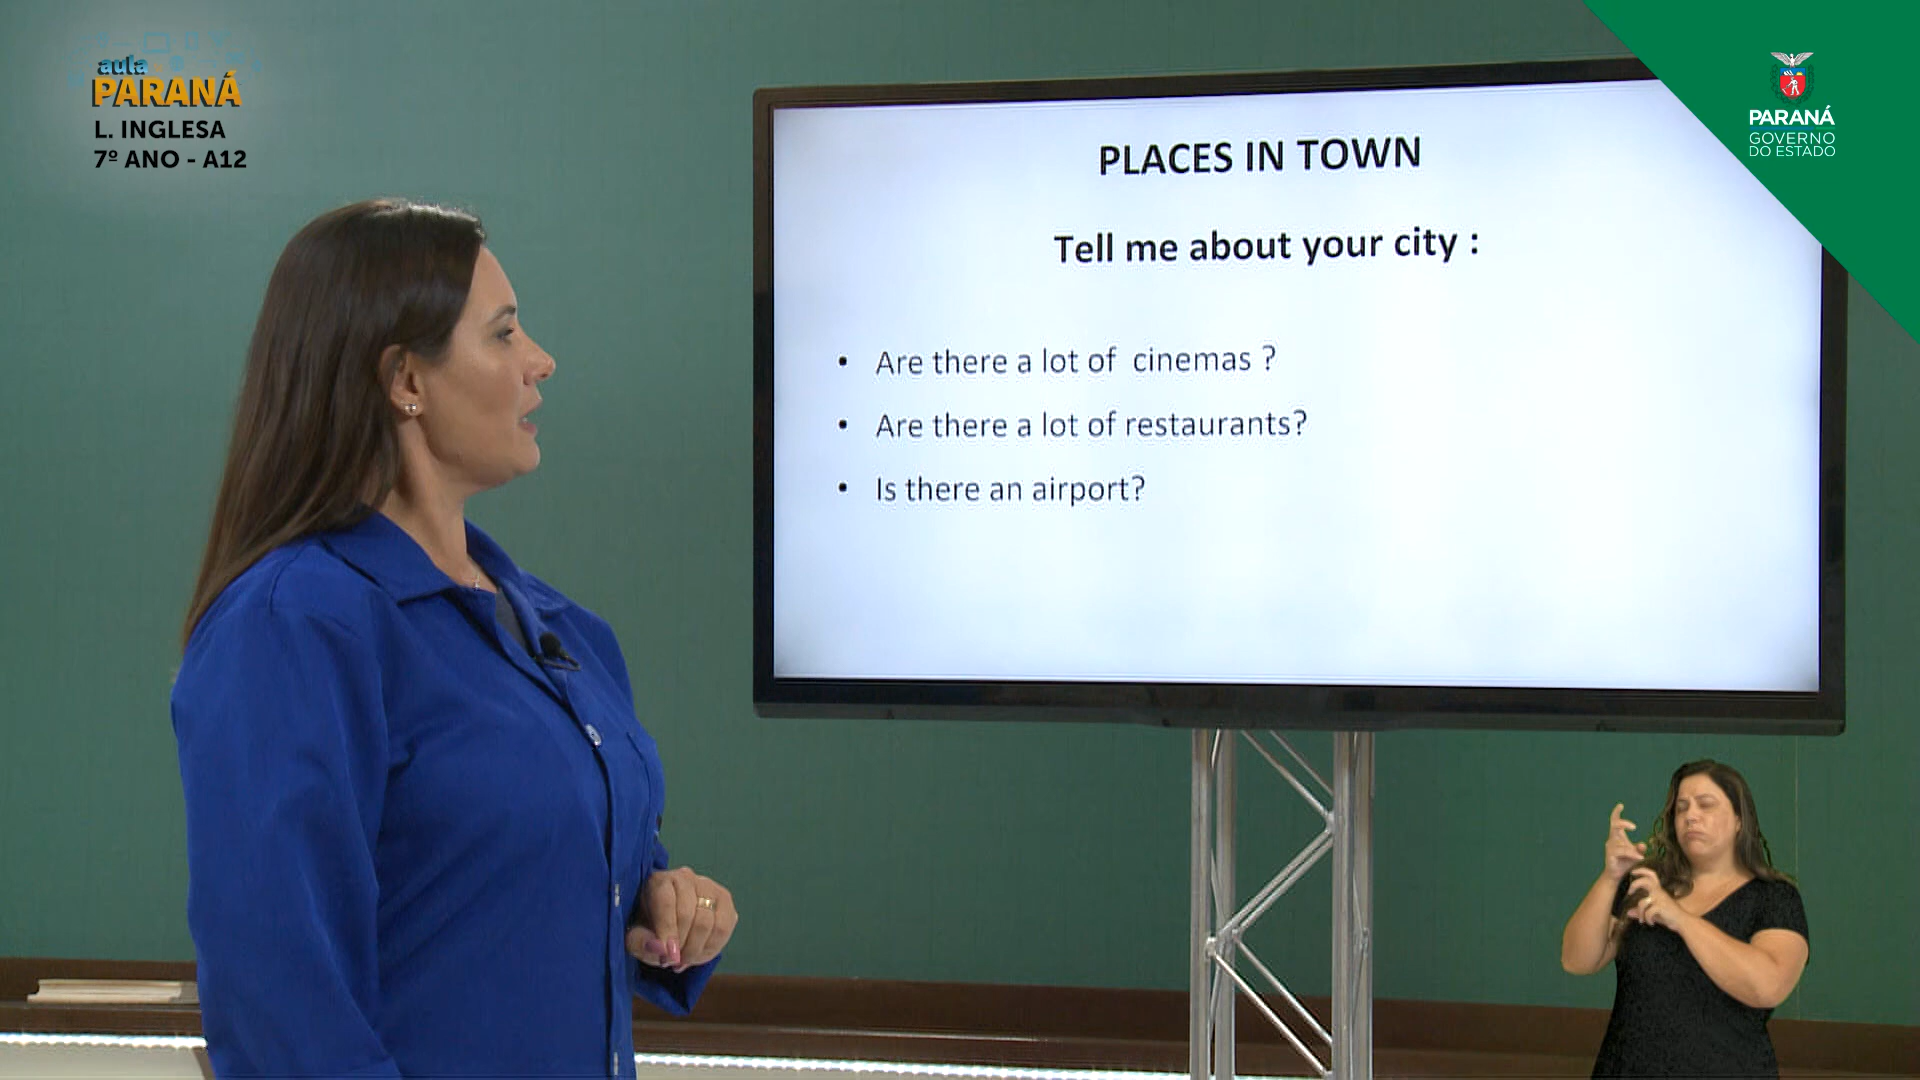 aula
PARANÁ
L. INGLESA
7º ANO - A12
PLACES IN TOWN
Tell me about your city :
• Are there a lot of cinemas ?
• Are there a lot of restaurants?
• Is there an airport?
PARANÁ
GOVERNO
DO ESTADO